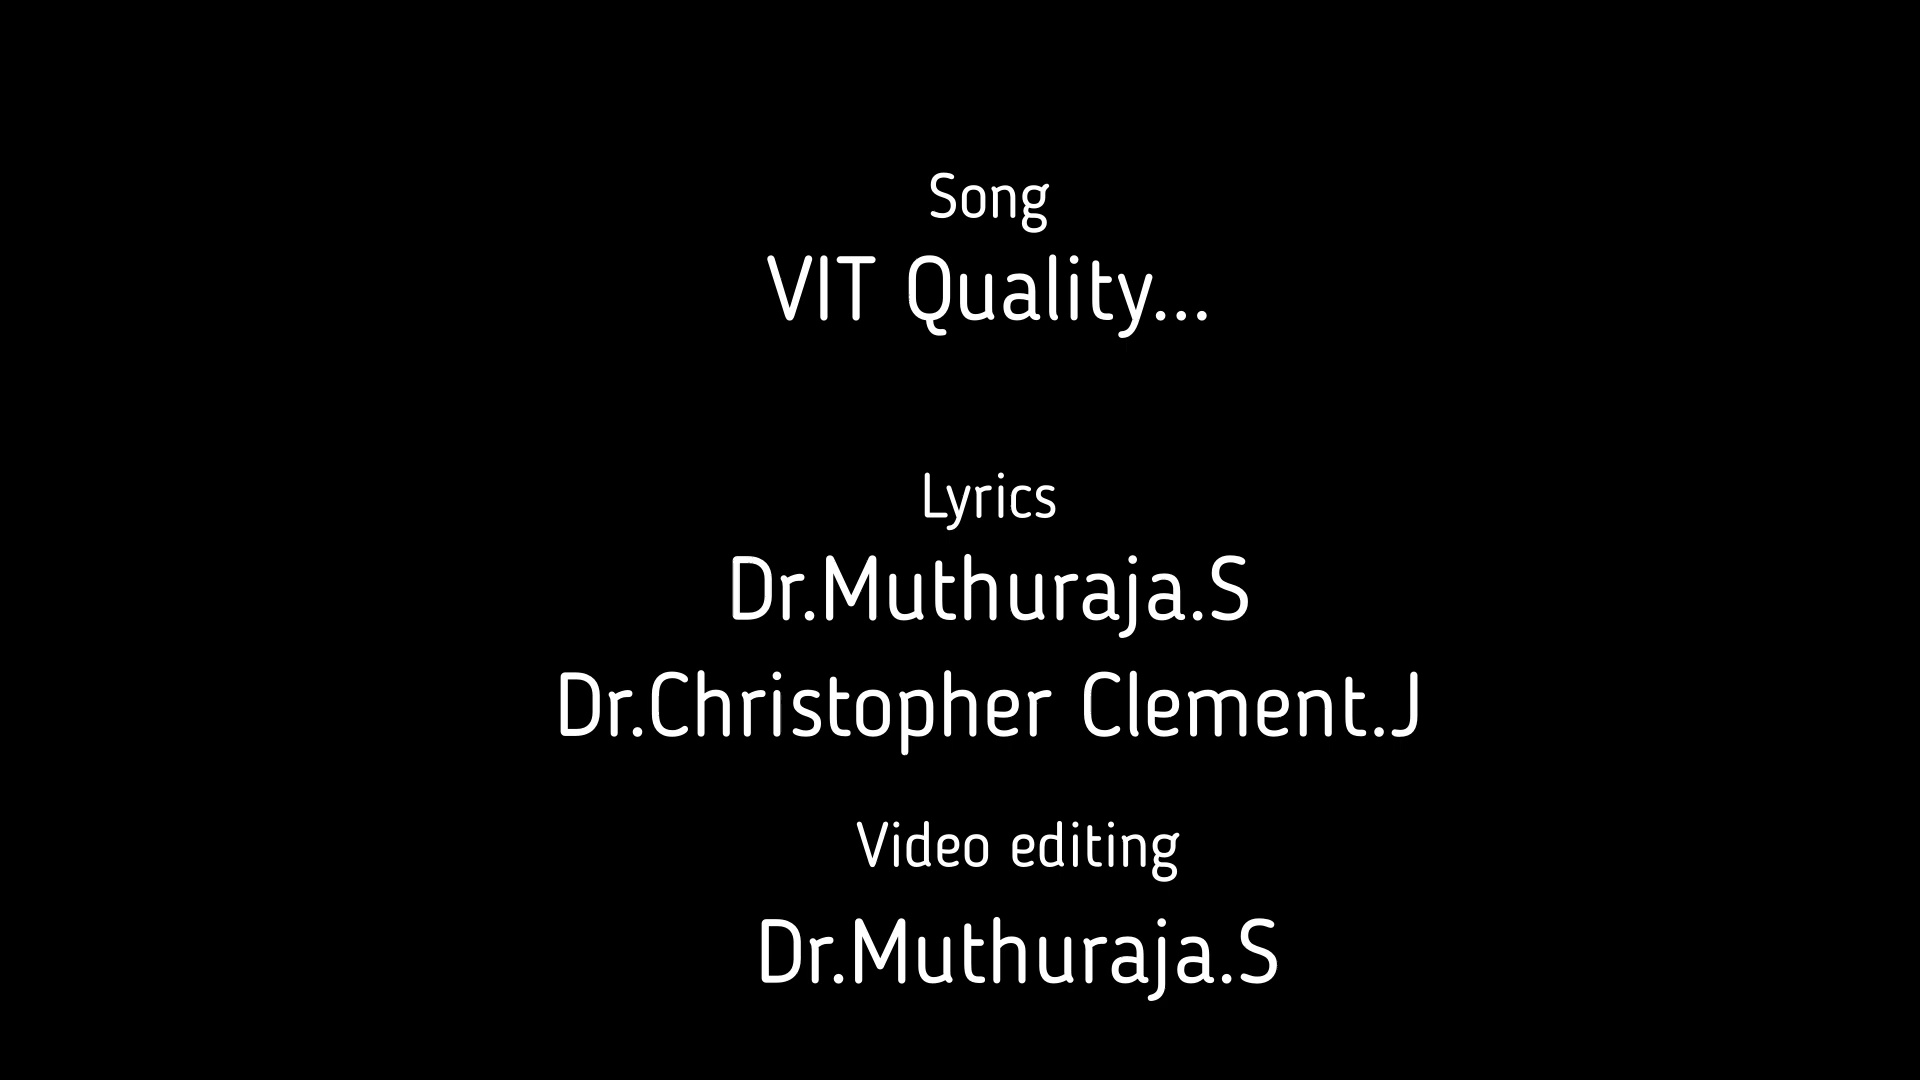 Song
VIT Quality...
Lyrics
Dr.Muthuraja.S
Dr.Christopher Clement.J
Video editing
Dr.Muthuraja.S